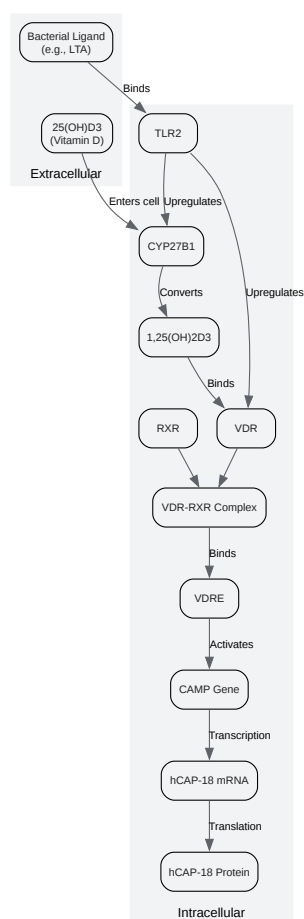 Bacterial Ligand
(e.g., LTA)
Binds
25(OH)D3
(Vitamin D)
TLR2
Extracellular
Enters cell
Upregulates
CYP27B1
Converts
Upregulates
1,25(OH)2D3
Binds
RXR
VDR
VDR-RXR Complex
Binds
VDRE
Activates
CAMP Gene
Transcription
hCAP-18 mRNA
Translation
hCAP-18 Protein
Intracellular